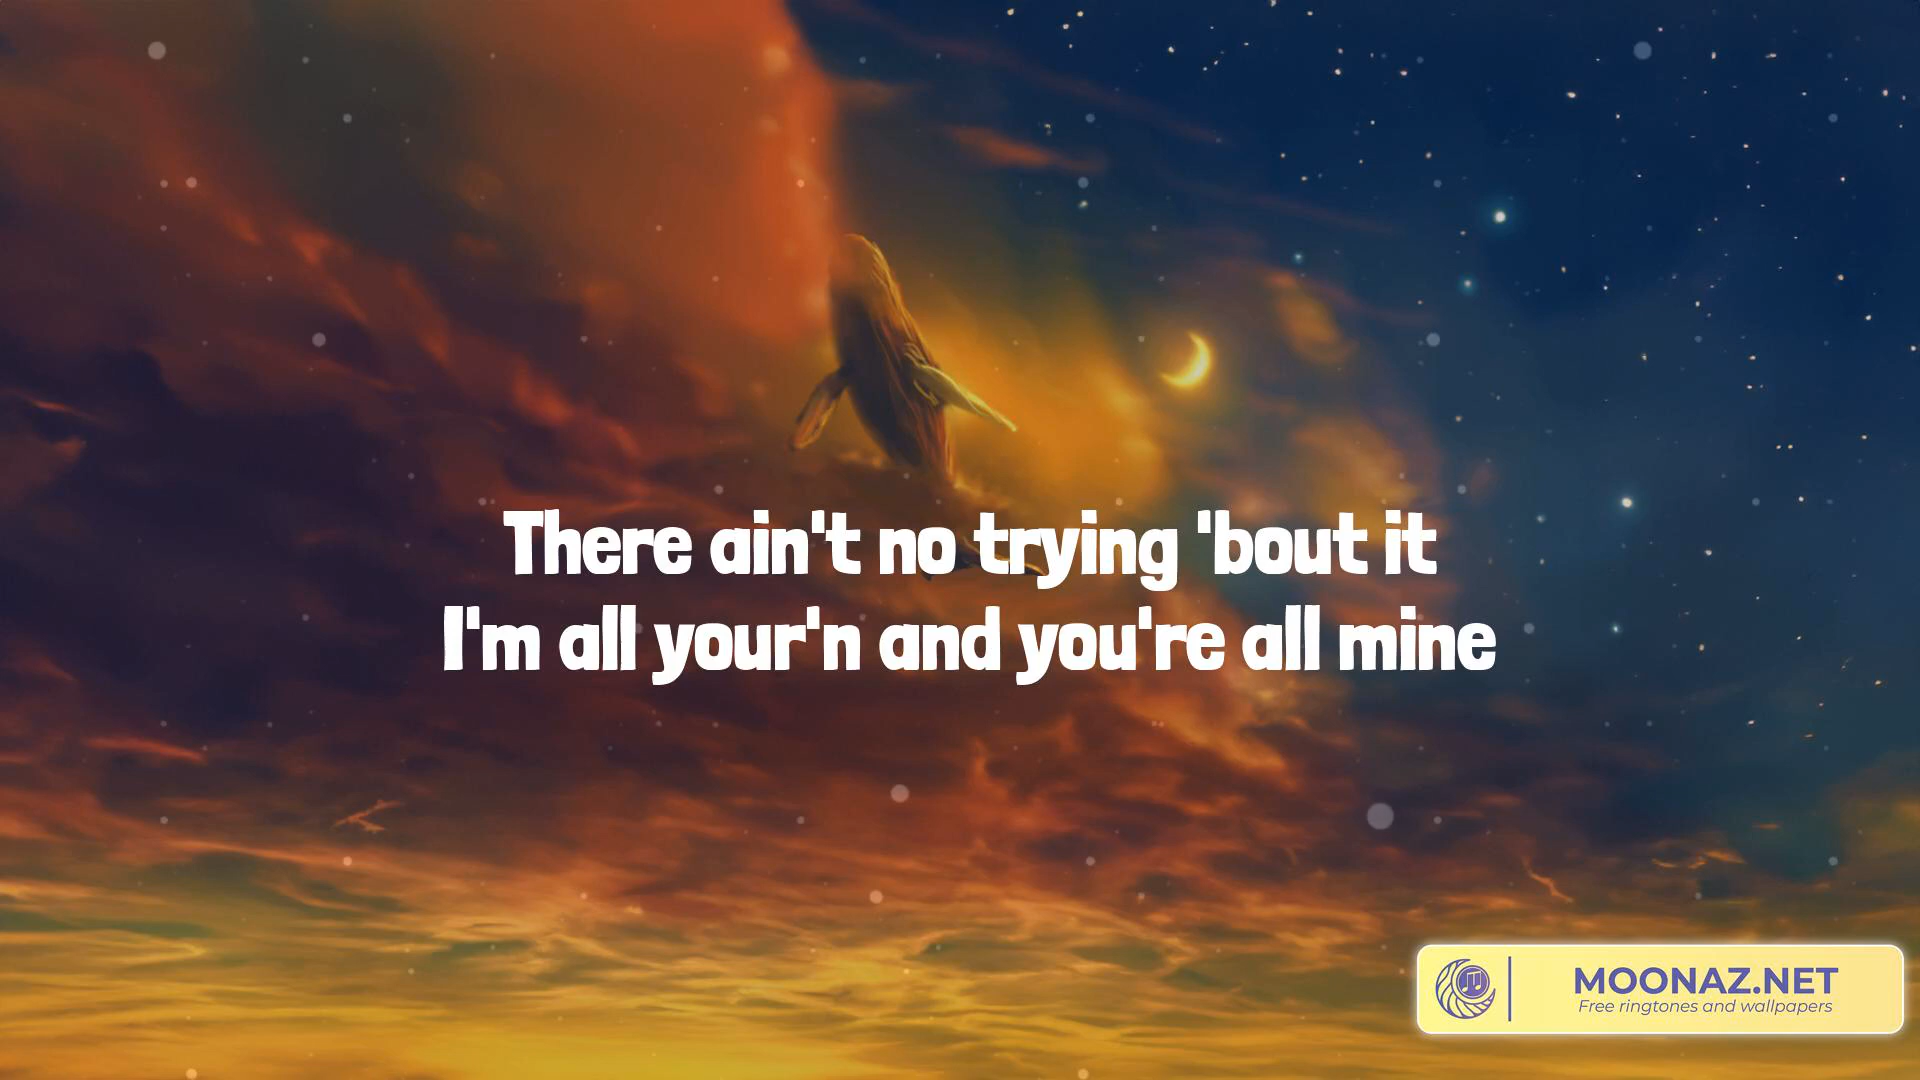 There ain't no trying 'bout it
I'm all your'n and you're all mine
MOONAZ.NET
Free ringtones and wallpapers